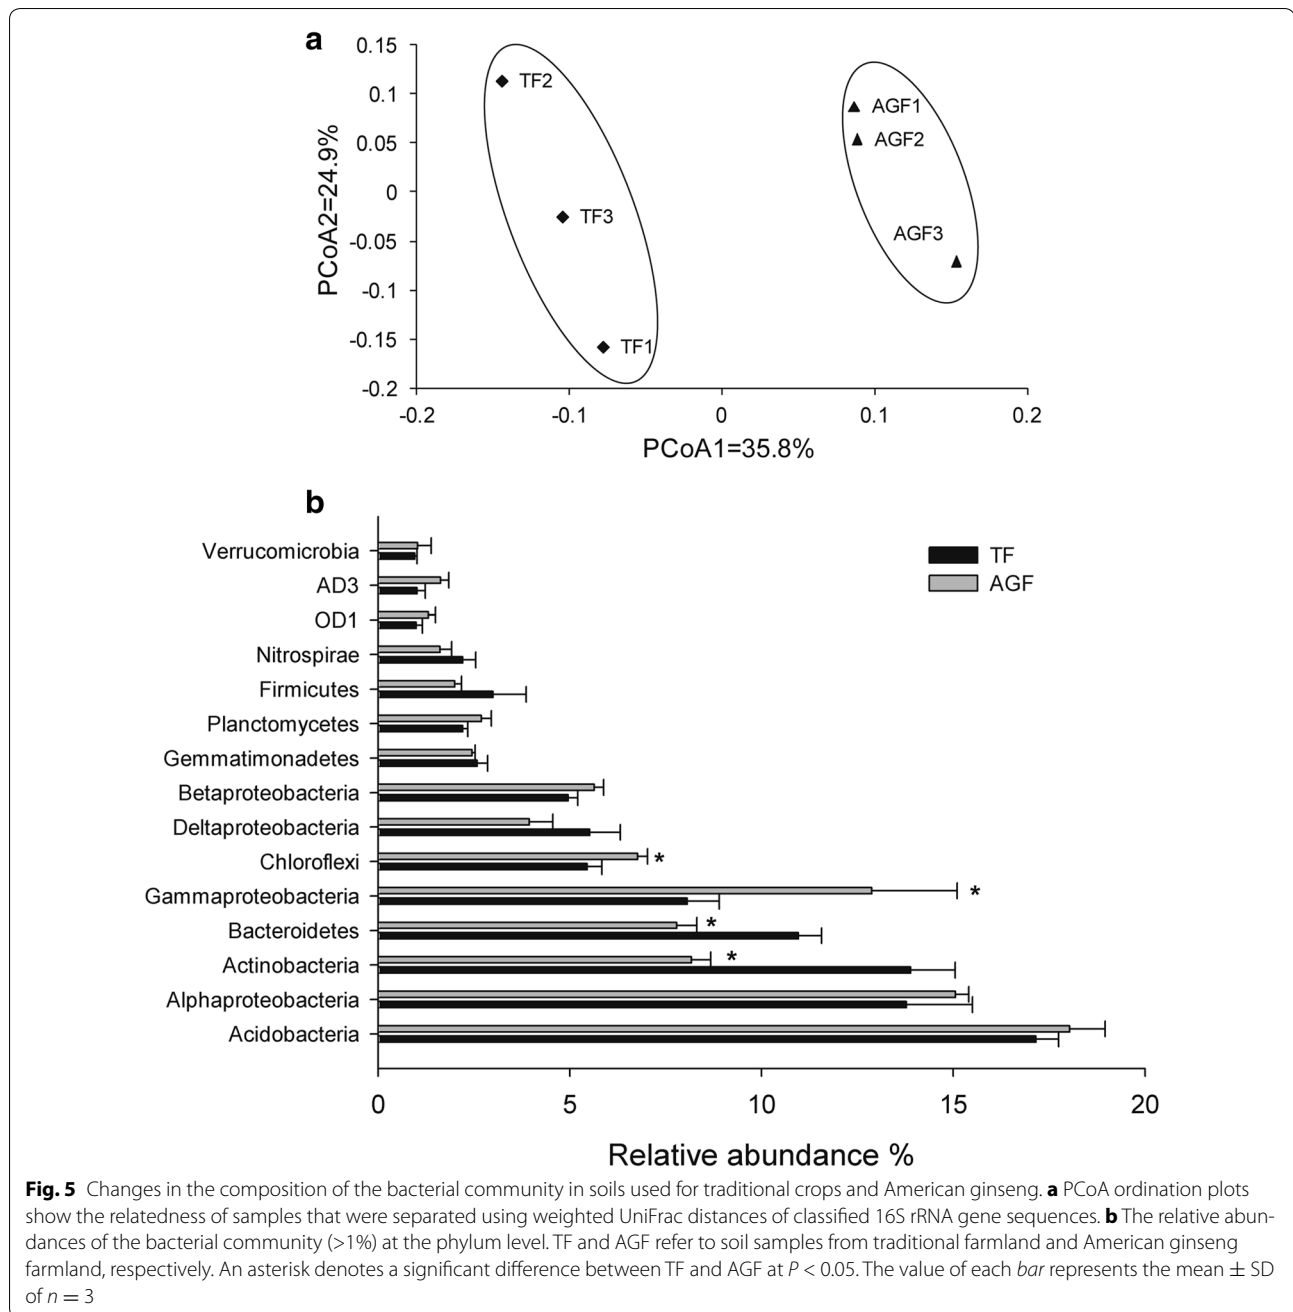 a
0.15
0.1
0.05
0
-0.05
-0.1
-0.15
-0.2
PCoA2=24.9%
TF2
TF3
TF1
AGF1
AGF2
AGF3
-0.2 -0.1 0 0.1 0.2
PCoA1=35.8%
b
TF
AGF
Verrucomicrobia
AD3
OD1
Nitrospirae
Firmicutes
Planctomycetes
Gemmatimonadetes
Betaproteobacteria
Deltaproteobacteria
Chloroflexi *
Gammaproteobacteria *
Bacteroidetes *
Actinobacteria *
Alphaproteobacteria
Acidobacteria
0 5 10 15 20
Relative abundance %
Fig. 5 Changes in the composition of the bacterial community in soils used for traditional crops and American ginseng. a PCoA ordination plots
show the relatedness of samples that were separated using weighted UniFrac distances of classified 16S rRNA gene sequences. b The relative abun-
dances of the bacterial community (>1%) at the phylum level. TF and AGF refer to soil samples from traditional farmland and American ginseng
farmland, respectively. An asterisk denotes a significant difference between TF and AGF at P < 0.05. The value of each bar represents the mean ± SD
of n = 3